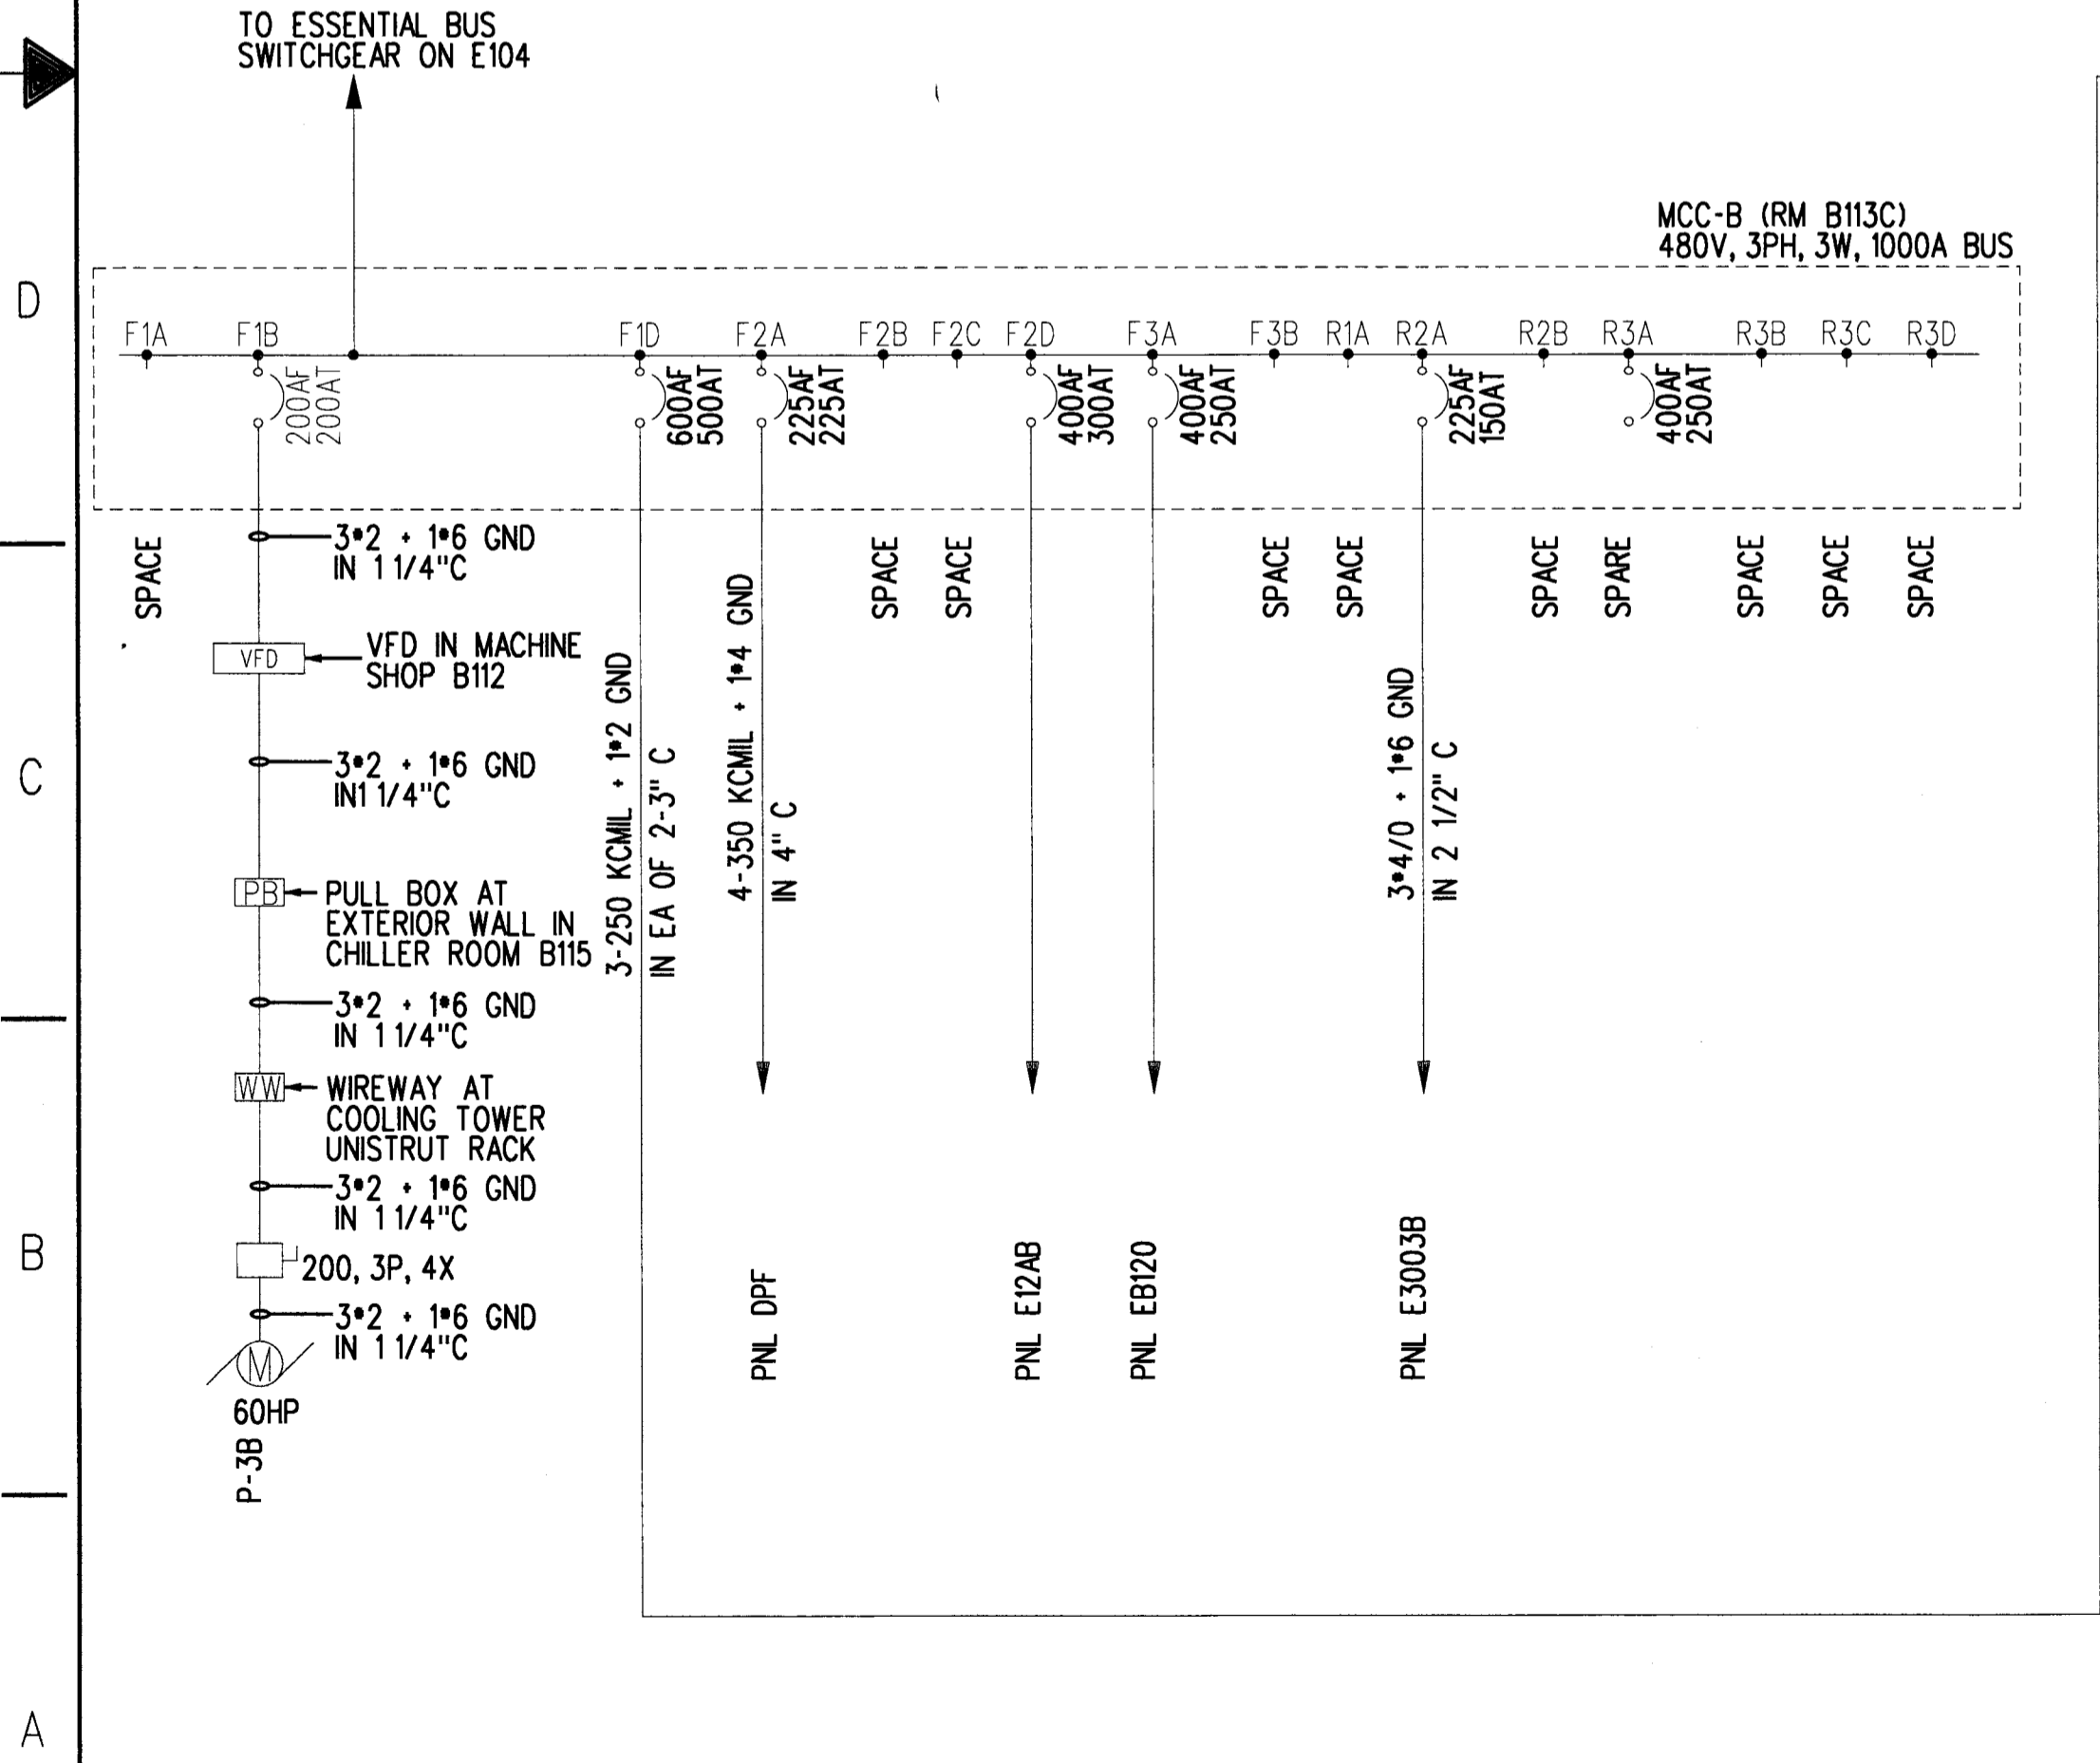 TO ESSENTIAL BUS
SWITCHGEAR ON E104
MCC-B (RM B113C)
480V, 3PH, 3W, 1000A BUS
D
F1A
F1B
F1D
F2A
F2B
F2C
F2D
F3A
F3B
R1A
R2A
R2B
R3A
R3B
R3C
R3D
200AF
200AT
600AF
500AT
225AF
225AT
400AF
300AT
400AF
250AT
225AF
150AT
400AF
250AT
SPACE
SPACE
SPACE
SPACE
SPACE
SPACE
SPARE
SPACE
SPACE
SPACE
3#2 + 1#6 GND
IN 1 1/4"C
VFD
VFD IN MACHINE
SHOP B112
C
3#2 + 1#6 GND
IN1 1/4"C
PB
PULL BOX AT
EXTERIOR WALL IN
CHILLER ROOM B115
3#2 + 1#6 GND
IN 1 1/4"C
WW
WIREWAY AT
COOLING TOWER
UNISTRUT RACK
3#2 + 1#6 GND
IN 1 1/4"C
B
200, 3P, 4X
3#2 + 1#6 GND
IN 1 1/4"C
M
60HP
P-3B
3-250 KCMIL + 1#2 GND
IN EA OF 2-3" C
4-350 KCMIL + 1#4 GND
IN 4" C
3#4/0 + 1#6 GND
IN 2 1/2" C
PNL DPF
PNL E12AB
PNL EB120
PNL E3003B
A